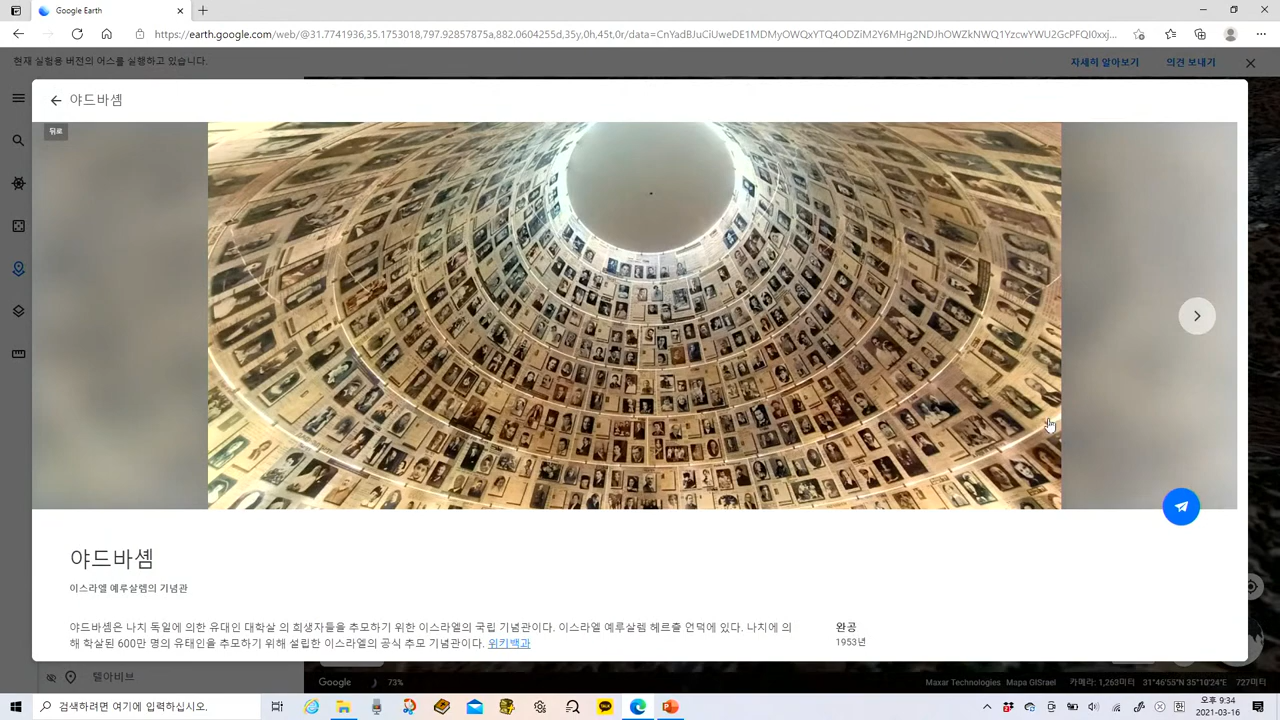 Google Earth
https://earth.google.com/web/@31.7741936,35.1753018,797.92857875a,882.0604255d,35y,0h,45t,0r/data=
현재 실험용 버전의 어스를 실행하고 있습니다.
자세히 알아보기
의견 보내기
야드바솀
뒤로
야드바솀
이스라엘 예루살렘의 기념관
야드바셈은 나치 독일에 의한 유대인 대학살 의 희생자들을 추모하기 위한 이스라엘의 국립 기념관이다. 이스라엘 예루살렘 헤르츨 언덕에 있다. 나치에 의
해 학살된 600만 명의 유태인을 추모하기 위해 설립한 이스라엘의 공식 추모 기념관이다. 위키백과
완공
1953년
텔아비브
Google
73%
Maxar Technologies Mapa GISrael
카메라: 1,263미터
31°46'55"N 35°10'24"E
727미터
검색하려면 여기에 입력하십시오.
TALK
오후 9:34
2021-03-16